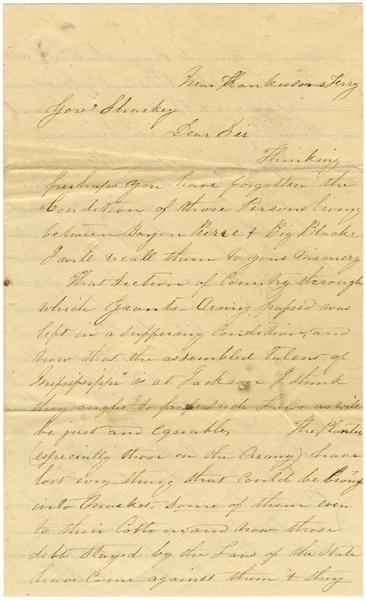 Near Hankinsons Ferry
Gov.r Sharkey
Dear Sir
Thinking
perhaps you have forgotten the
Condition of those Persons living
between Bayou Pierre & Big Black
I will recall them to your memory
That Section of Country through
which Grants Army passed was
left in a suffering Condition, and
now that the assembled talent of
Mississippi is at Jackson I think
they ought to pass such Laws as will
be just and equable, The Planters
(especially those in the Army) have
lost every thing that could be brought
into market, some of them even
to their Cotton, and now those
debts stayed by the Laws of the State
have come against them & they